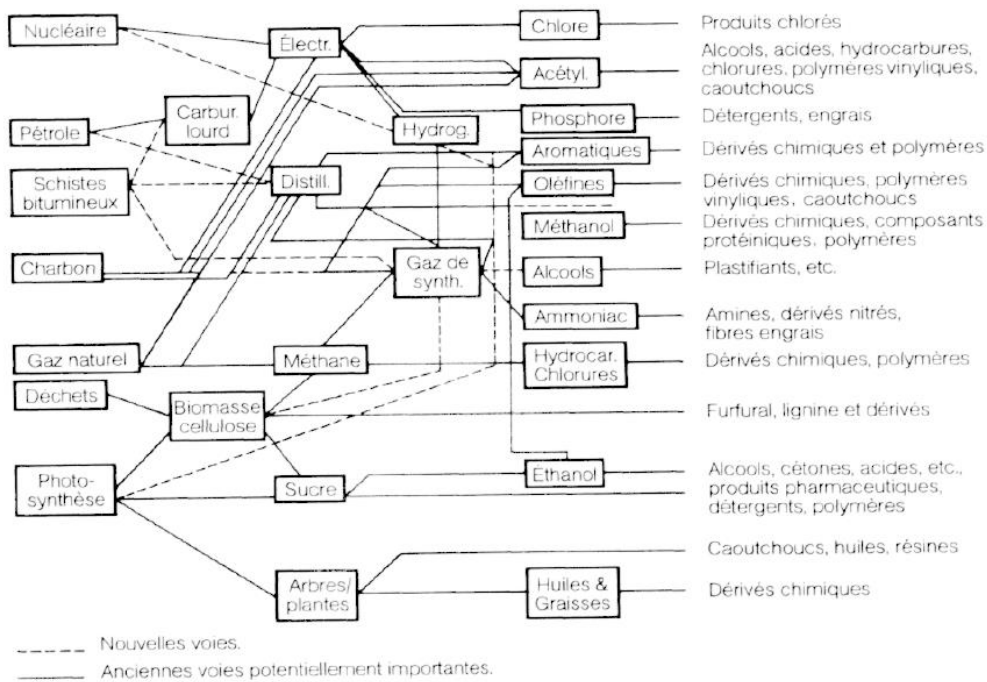 Nucléaire
Électr.
Chlore
Produits chlorés
Acétyl.
Alcools, acides, hydrocarbures,
chlorures, polymères vinyliques,
caoutchoucs
Pétrole
Carbur.
lourd
Hydrog.
Phosphore
Détergents, engrais
Aromatiques
Dérivés chimiques et polymères
Schistes
bitumineux
Distill.
Oléfines
Dérivés chimiques, polymères
vinyliques, caoutchoucs
Méthanol
Dérivés chimiques, composants
protéiniques, polymères
Charbon
Gaz de
synth.
Alcools
Plastifiants, etc.
Ammoniac
Amines, dérivés nitrés,
fibres engrais
Gaz naturel
Méthane
Hydrocar.
Chlorures
Dérivés chimiques, polymères
Déchets
Biomasse
cellulose
Furfural, lignine et dérivés
Photo-
synthèse
Sucre
Éthanol
Alcools, cétones, acides, etc.,
produits pharmaceutiques,
détergents, polymères
Caoutchoucs, huiles, résines
Arbres/
plantes
Huiles &
Graisses
Dérivés chimiques
Nouvelles voies.
Anciennes voies potentiellement importantes.